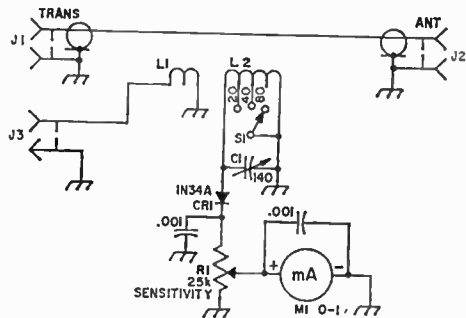 TRANS
ANT
J1
J2
L1
L2
20
40
80
J3
S1
C1
140
1N34A
CR1
.001
.001
R1
25k
SENSITIVITY
+
mA
-
M1 0-1